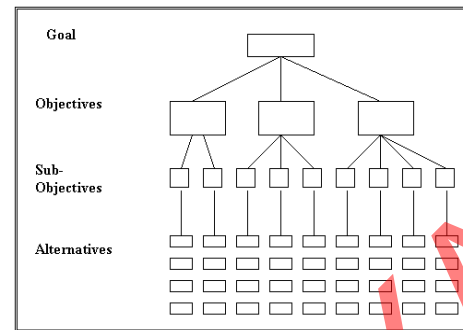 Goal
Objectives
Sub-
Objectives
Alternatives